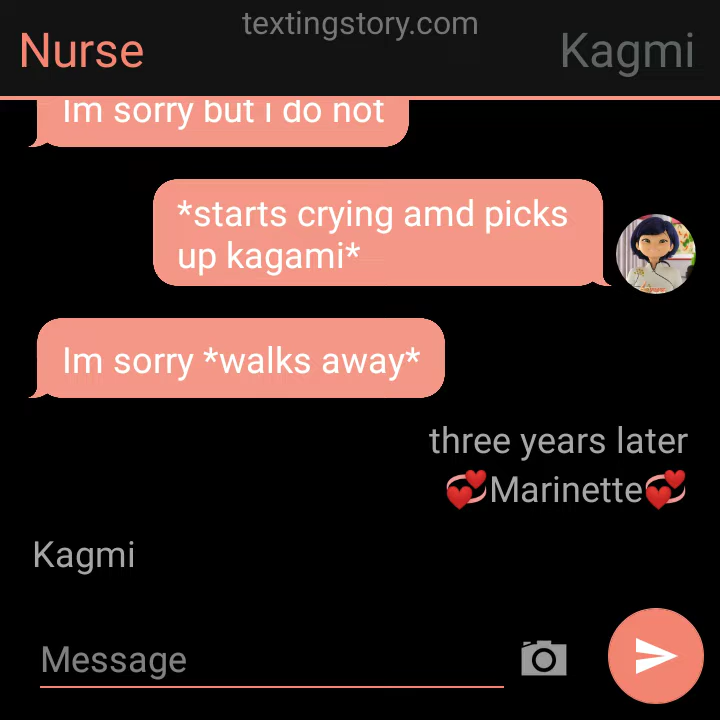 textingstory.com
Nurse
Kagmi
Im sorry but i do not
*starts crying amd picks
up kagami*
Im sorry *walks away*
three years later
💞Marinette💞
Kagmi
Message